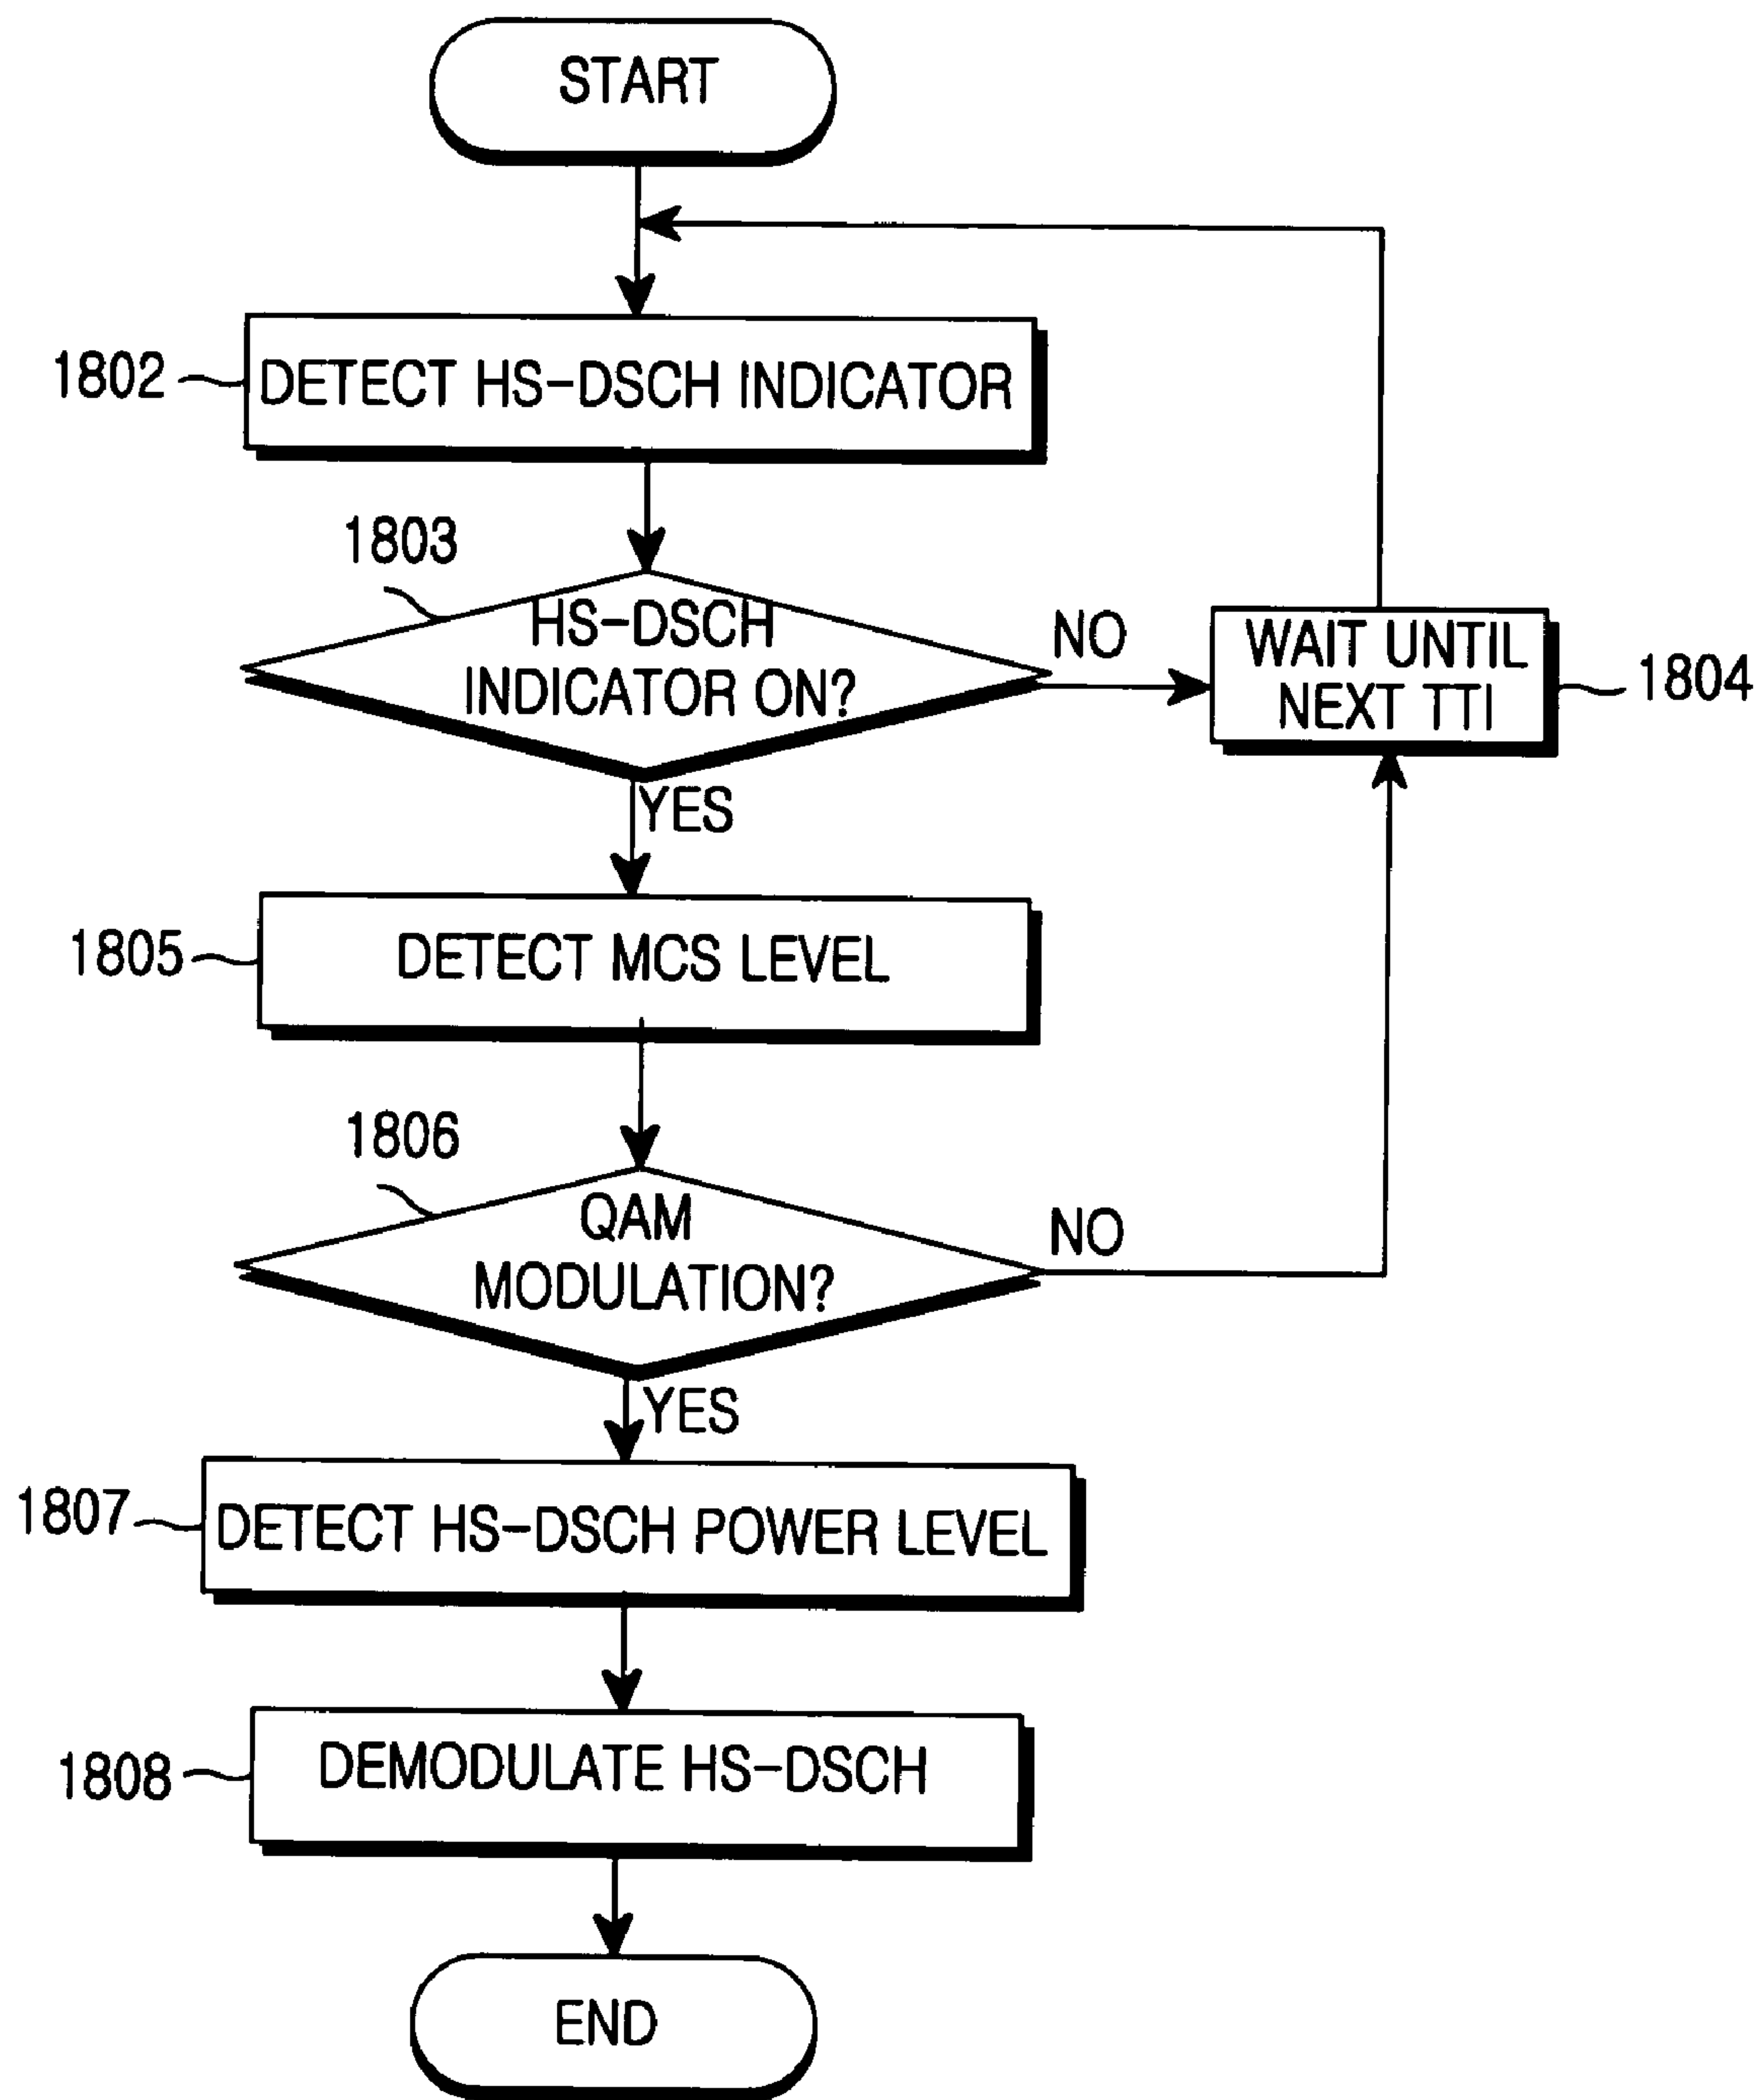 START
1802
DETECT HS-DSCH INDICATOR
1803
HS-DSCH
INDICATOR ON?
NO
WAIT UNTIL
NEXT TTI
1804
YES
1805
DETECT MCS LEVEL
1806
QAM
MODULATION?
NO
YES
1807
DETECT HS-DSCH POWER LEVEL
1808
DEMODULATE HS-DSCH
END